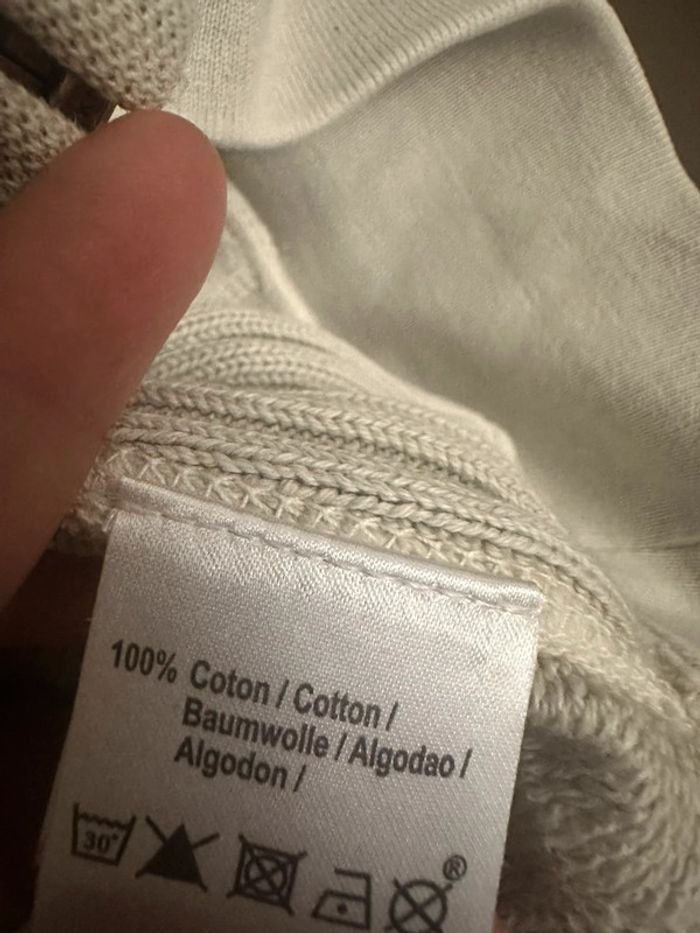 100% Coton / Cotton /
Baumwolle / Algodao /
Algodon /
30°
®